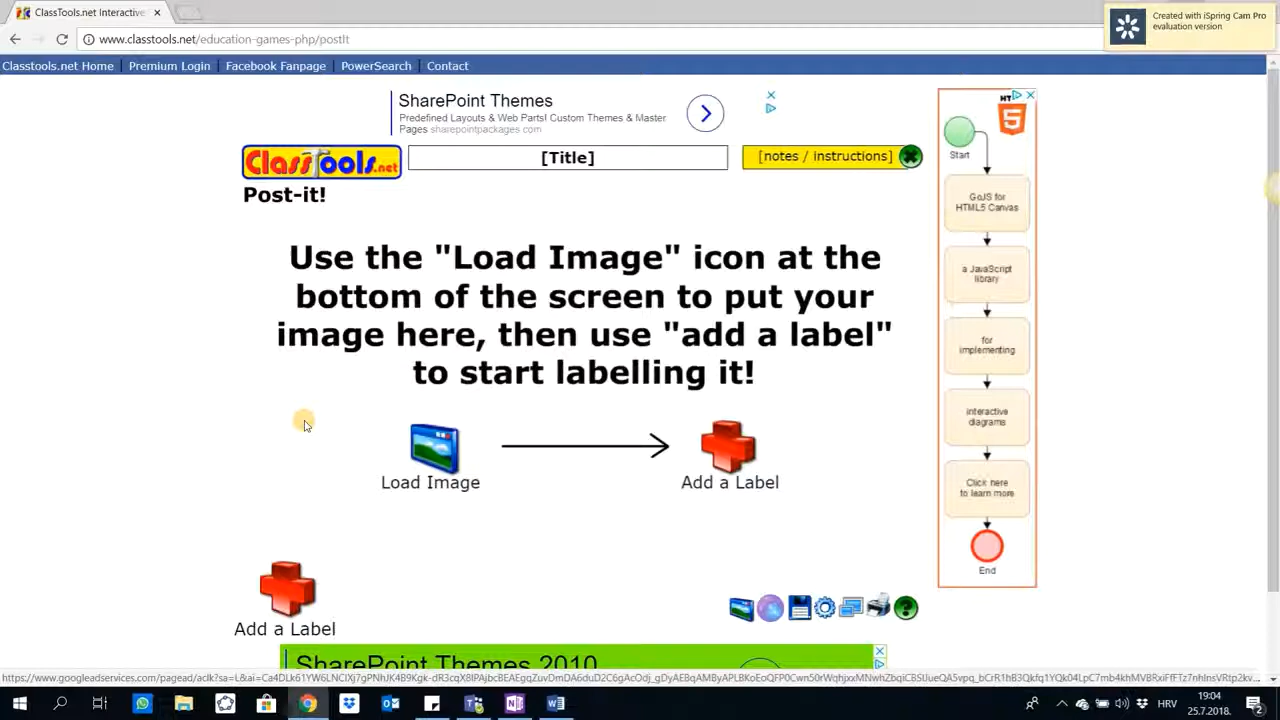 ClassTools.net Interactive
Created with iSpring Cam Pro
evaluation version
www.classtools.net/education-games-php/postIt
Classtools.net Home | Premium Login | Facebook Fanpage | PowerSearch | Contact
SharePoint Themes
Predefined Layouts & Web Parts! Custom Themes & Master
Pages sharepointpackages.com
ClassTools.net
[Title]
[notes / instructions]
Post-it!
Use the "Load Image" icon at the
bottom of the screen to put your
image here, then use "add a label"
to start labelling it!
Load Image
Add a Label
Add a Label
HTML
5
Start
GoJS for
HTML5 Canvas
a JavaScript
library
for
implementing
interactive
diagrams
Click here
to learn more
End
SharePoint Themes 2010
HRV
19:04
25.7.2018.
2